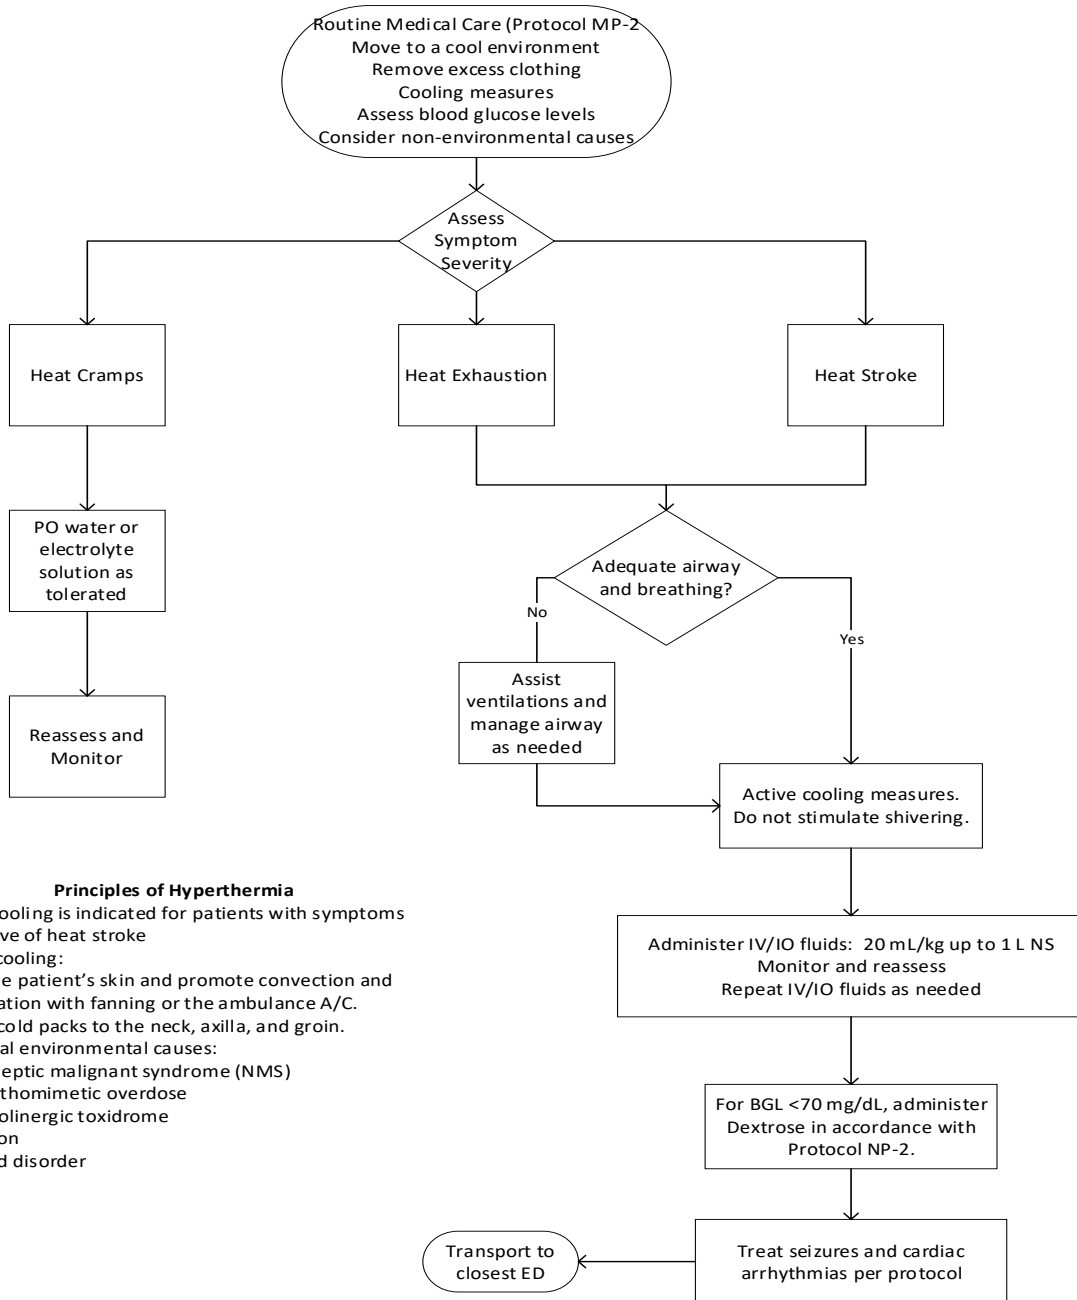 Routine Medical Care (Protocol MP-2
Move to a cool environment
Remove excess clothing
Cooling measures
Assess blood glucose levels
Consider non-environmental causes
Assess
Symptom
Severity
Heat Cramps
Heat Exhaustion
Heat Stroke
PO water or
electrolyte
solution as
tolerated
Adequate airway
and breathing?
No
Yes
Assist
ventilations and
manage airway
as needed
Reassess and
Monitor
Active cooling measures.
Do not stimulate shivering.
Principles of Hyperthermia
ooling is indicated for patients with symptoms
ve of heat stroke
cooling:
e patient's skin and promote convection and
ation with fanning or the ambulance A/C.
cold packs to the neck, axilla, and groin.
al environmental causes:
eptic malignant syndrome (NMS)
thomimetic overdose
olinergic toxidrome
on
d disorder
Administer IV/IO fluids: 20 mL/kg up to 1 L NS
Monitor and reassess
Repeat IV/IO fluids as needed
For BGL <70 mg/dL, administer
Dextrose in accordance with
Protocol NP-2.
Treat seizures and cardiac
arrhythmias per protocol
Transport to
closest ED